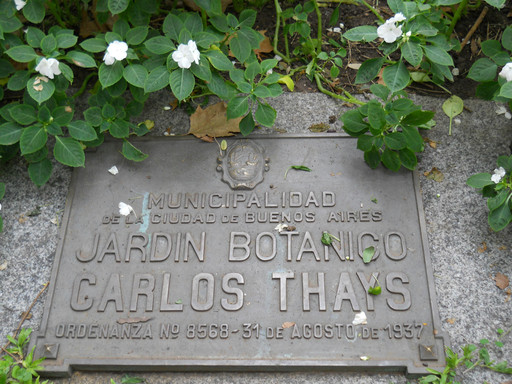 MUNICIPALIDAD
DE LA CIUDAD DE BUENOS AIRES
JARDIN BOTANICO
CARLOS THAYS
ORDENANZA No 8568 - 31 DE AGOSTO DE 1937